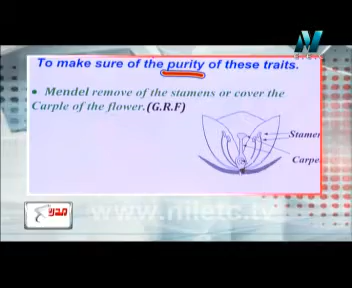 To make sure of the purity of these traits.
• Mendel remove of the stamens or cover the
Carple of the flower.(G.R.F)
Stamen
Carpe
www.niletc.tv